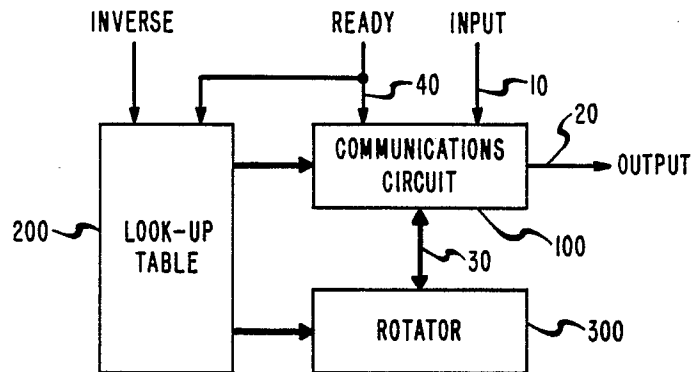 INVERSE READY INPUT
40 10
20
COMMUNICATIONS
CIRCUIT
OUTPUT
200
LOOK-UP
TABLE
30
100
ROTATOR
300